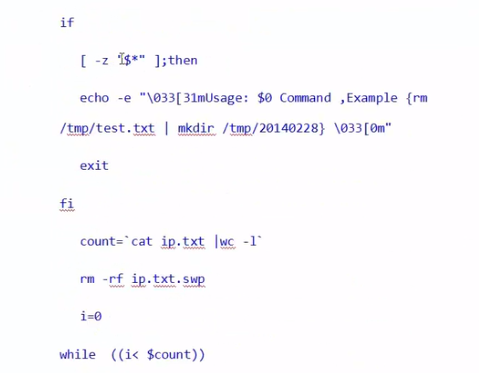 if
[ -z "$*" ];then
echo -e "\033[31mUsage: $0 Command ,Example {rm
/tmp/test.txt | mkdir /tmp/20140228} \033[0m"
exit
fi
count=`cat ip.txt |wc -l`
rm -rf ip.txt.swp
i=0
while ((i< $count))